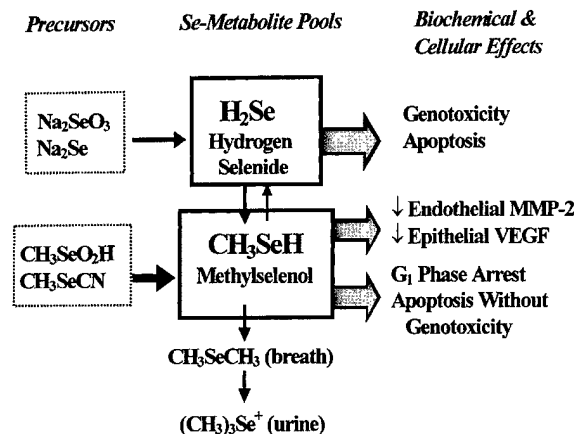 Precursors
Se-Metabolite Pools
Biochemical &
Cellular Effects
Na₂SeO₃
Na₂Se
H₂Se
Hydrogen
Selenide
Genotoxicity
Apoptosis
CH₃SeO₂H
CH₃SeCN
CH₃SeH
Methylselenol
↓ Endothelial MMP-2
↓ Epithelial VEGF
G₁ Phase Arrest
Apoptosis Without
Genotoxicity
CH₃SeCH₃ (breath)
(CH₃)₃Se⁺ (urine)